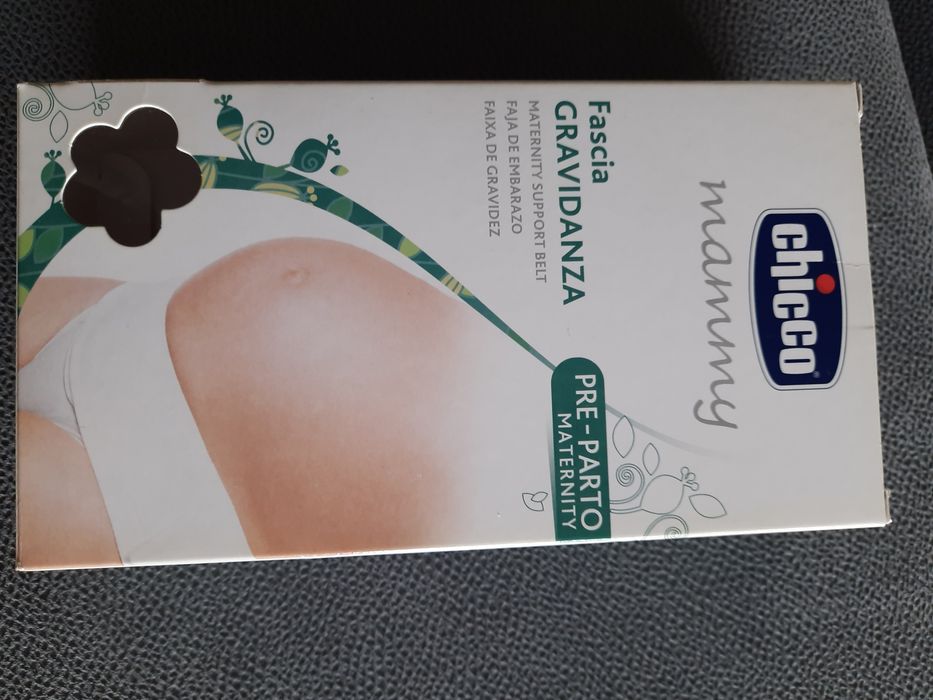 chicco
mammy
Fascia
GRAVIDANZA
MATERNITY SUPPORT BELT
FAJA DE EMBARAZO
FAIXA DE GRAVIDEZ
PRE-PARTO
MATERNITY